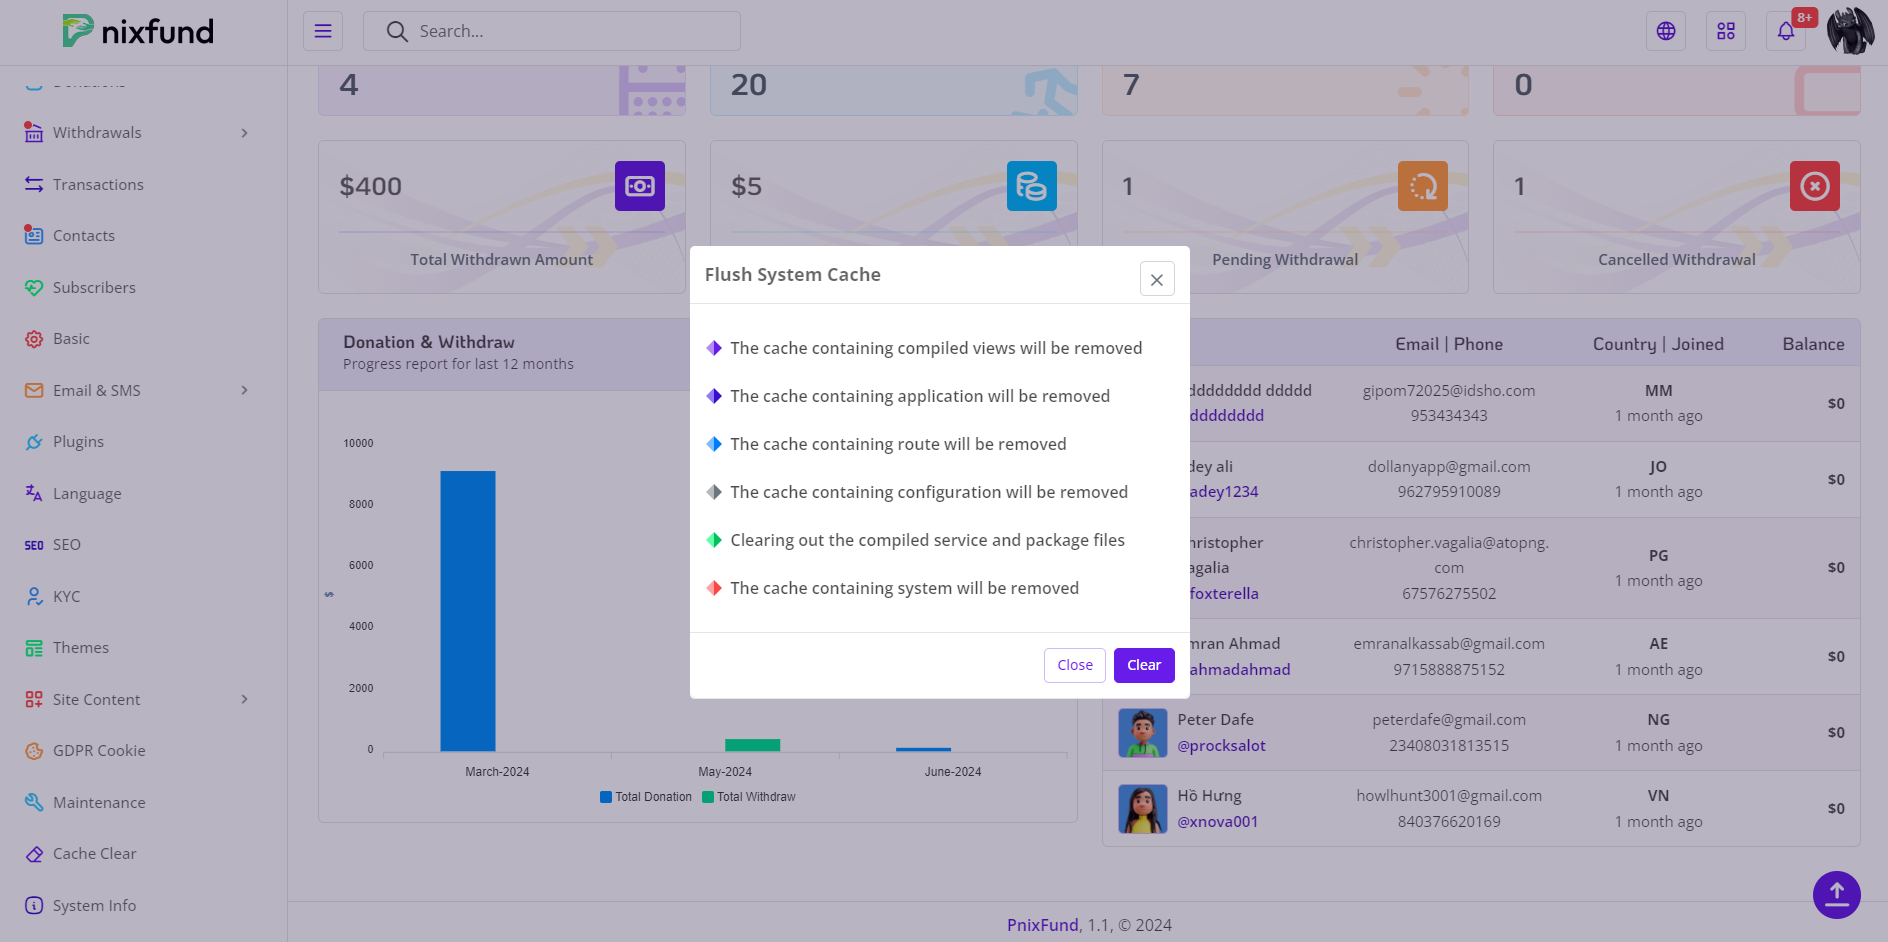 nixfund
Search...
8+
Donations
Withdrawals
Transactions
Contacts
Subscribers
Basic
Email & SMS
Plugins
Language
SEO SEO
KYC
Themes
Site Content
GDPR Cookie
Maintenance
Cache Clear
System Info
4
20
7
0
$400
Total Withdrawn Amount
$5
1
Pending Withdrawal
1
Cancelled Withdrawal
Donation & Withdraw
Progress report for last 12 months
10000
8000
6000
$
4000
2000
0
March-2024
May-2024
June-2024
Total Donation
Total Withdraw
Flush System Cache
The cache containing compiled views will be removed
The cache containing application will be removed
The cache containing route will be removed
The cache containing configuration will be removed
Clearing out the compiled service and package files
The cache containing system will be removed
Close
Clear
Email | Phone
Country | Joined
Balance
gipom72025@idsho.com
953434343
MM
1 month ago
$0
dey ali
adey1234
dollanyapp@gmail.com
962795910089
JO
1 month ago
$0
hristopher
agalia
foxterella
christopher.vagalia@atopng.
com
67576275502
PG
1 month ago
$0
mran Ahmad
ahmadahmad
emranalkassab@gmail.com
9715888875152
AE
1 month ago
$0
Peter Dafe
@procksalot
peterdafe@gmail.com
23408031813515
NG
1 month ago
$0
Hồ Hưng
@xnova001
howlhunt3001@gmail.com
840376620169
VN
1 month ago
$0
PnixFund, 1.1, © 2024